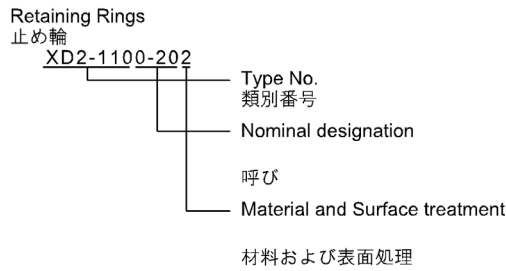 Retaining Rings
止め輪
XD2-1100-202
Type No.
類別番号
Nominal designation
呼び
Material and Surface treatment
材料および表面処理